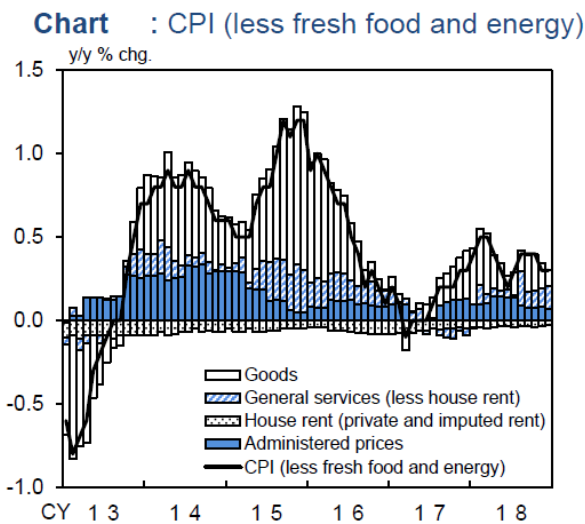 Chart : CPI (less fresh food and energy)
y/y % chg.
1.5
1.0
0.5
0.0
-0.5
-1.0
Goods
General services (less house rent)
House rent (private and imputed rent)
Administered prices
CPI (less fresh food and energy)
CY 13 14 15 16 17 18